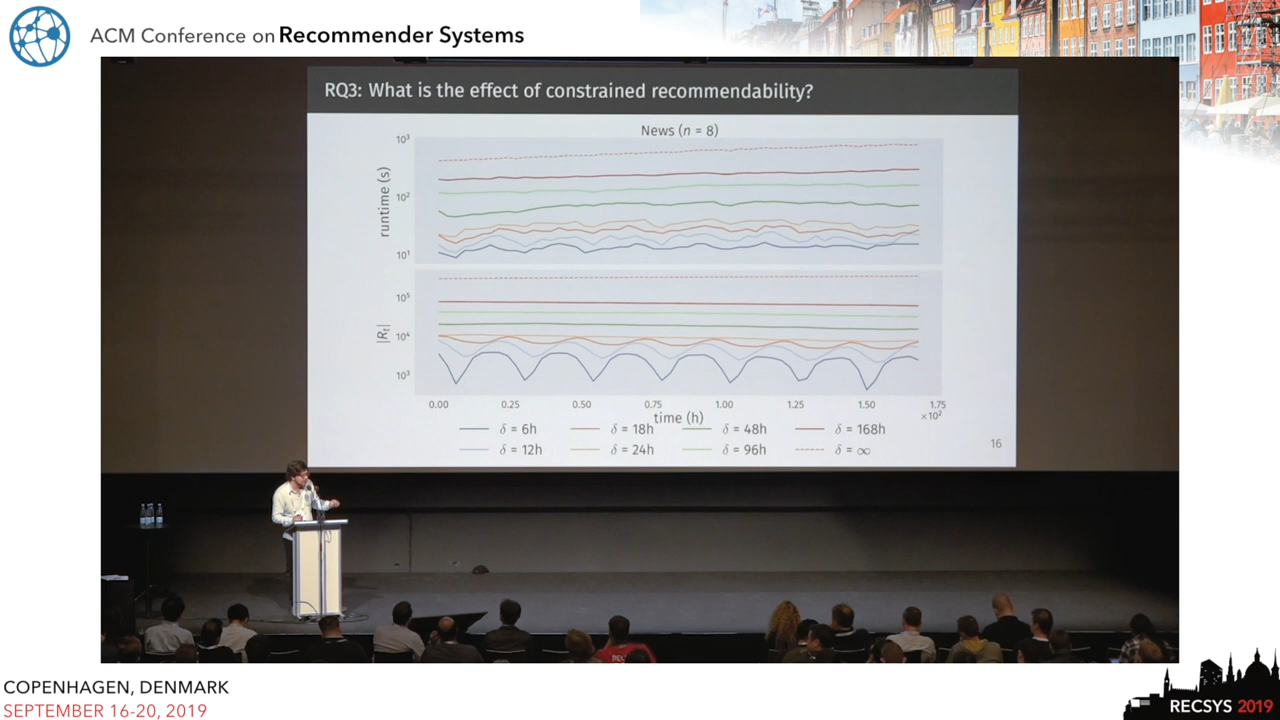 ACM Conference on Recommender Systems
RQ3: What is the effect of constrained recommendability?
News (n = 8)
10³
runtime (s)
10²
10¹
10⁵
|Rₜ|
10⁴
10³
0.00 0.25 0.50 0.75 1.00 1.25 1.50 1.75
time (h)
×10²
δ = 6h δ = 18h δ = 48h δ = 168h
δ = 12h δ = 24h δ = 96h δ = ∞
16
COPENHAGEN, DENMARK
SEPTEMBER 16-20, 2019
RECSYS 2019